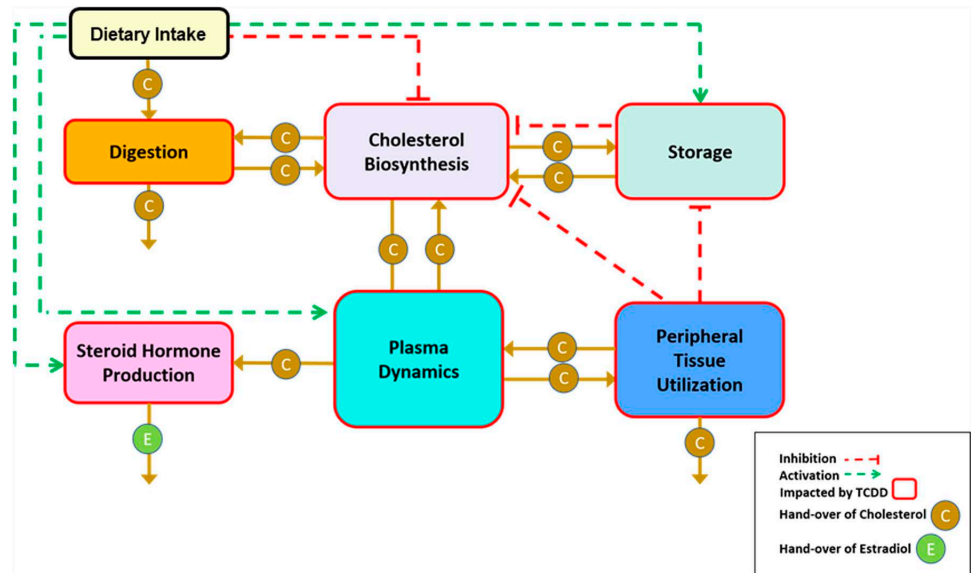 Dietary Intake
C
Digestion
C
C
Cholesterol
Biosynthesis
C
C
Storage
C
C
C
Steroid Hormone
Production
C
Plasma
Dynamics
C
C
Peripheral
Tissue
Utilization
E
C
Inhibition
Activation
Impacted by TCDD
Hand-over of Cholesterol C
Hand-over of Estradiol E